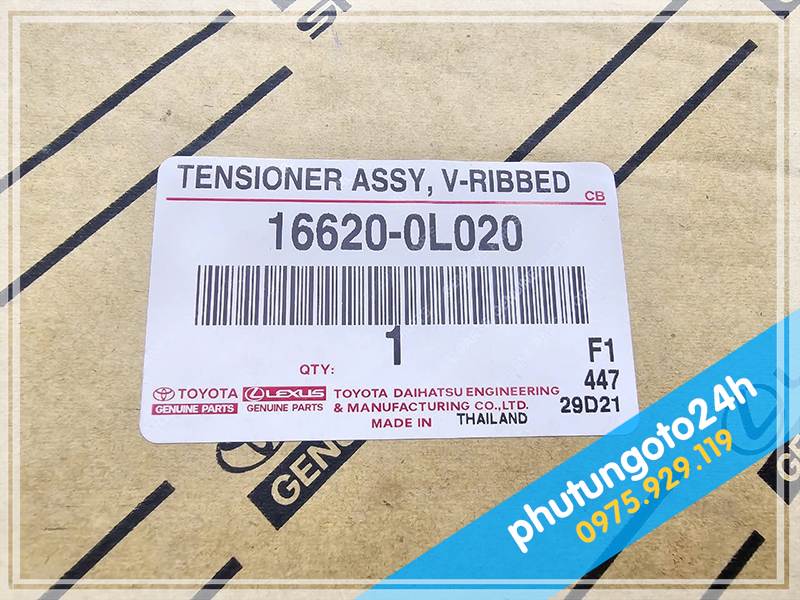 TENSIONER ASSY, V-RIBBED
CB
16620-0L020
1
QTY:
F1
447
29D21
TOYOTA
GENUINE PARTS
LEXUS
GENUINE PARTS
TOYOTA DAIHATSU ENGINEERING
& MANUFACTURING CO.,LTD.
MADE IN THAILAND
GEN
phutungoto24h
0975.929.119